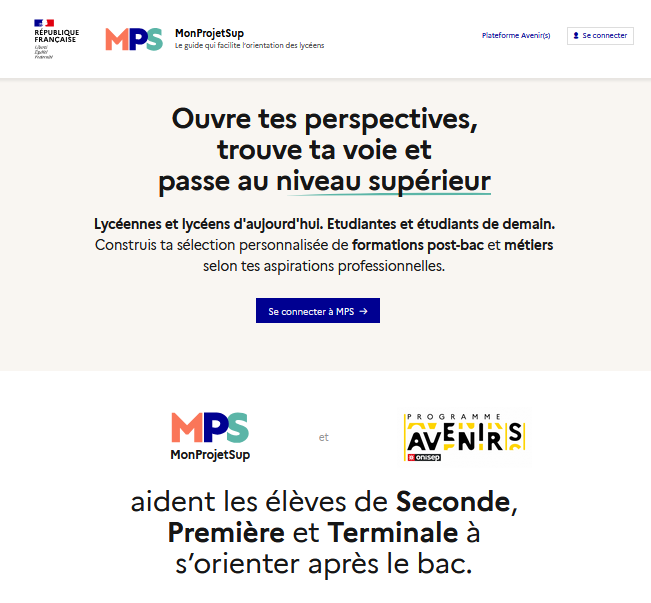 RÉPUBLIQUE
FRANÇAISE
Liberté
Égalité
Fraternité
MPS
MonProjetSup
Le guide qui facilite l'orientation des lycéens
Plateforme Avenir(s)
Se connecter
Ouvre tes perspectives,
trouve ta voie et
passe au niveau supérieur
Lycéennes et lycéens d'aujourd'hui. Etudiantes et étudiants de demain.
Construis ta sélection personnalisée de formations post-bac et métiers
selon tes aspirations professionnelles.
Se connecter à MPS →
MPS
MonProjetSup
et
PROGRAMME
AVENIRS
onisep
aident les élèves de Seconde,
Première et Terminale à
s’orienter après le bac.